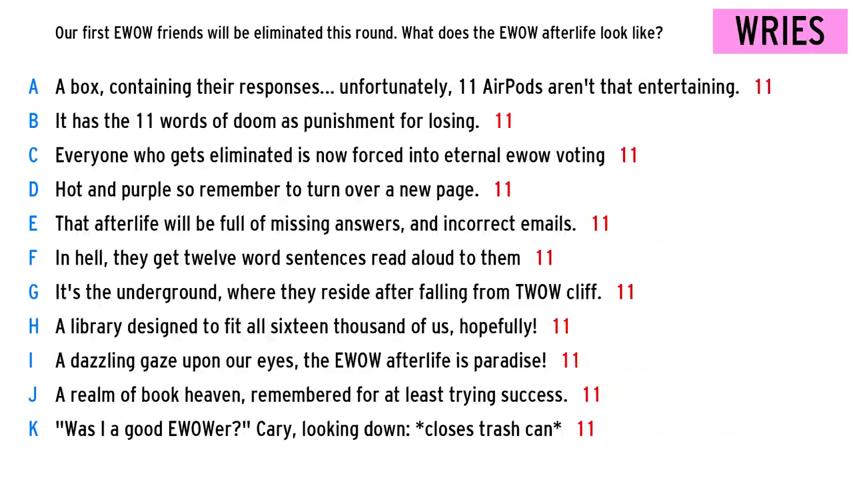 Our first EWOW friends will be eliminated this round. What does the EWOW afterlife look like?
WRIES
A A box, containing their responses... unfortunately, 11 AirPods aren't that entertaining. 11
B It has the 11 words of doom as punishment for losing. 11
C Everyone who gets eliminated is now forced into eternal ewow voting 11
D Hot and purple so remember to turn over a new page. 11
E That afterlife will be full of missing answers, and incorrect emails. 11
F In hell, they get twelve word sentences read aloud to them 11
G It's the underground, where they reside after falling from TWOW cliff. 11
H A library designed to fit all sixteen thousand of us, hopefully! 11
I A dazzling gaze upon our eyes, the EWOW afterlife is paradise! 11
J A realm of book heaven, remembered for at least trying success. 11
K "Was I a good EWOWer?" Cary, looking down: *closes trash can* 11